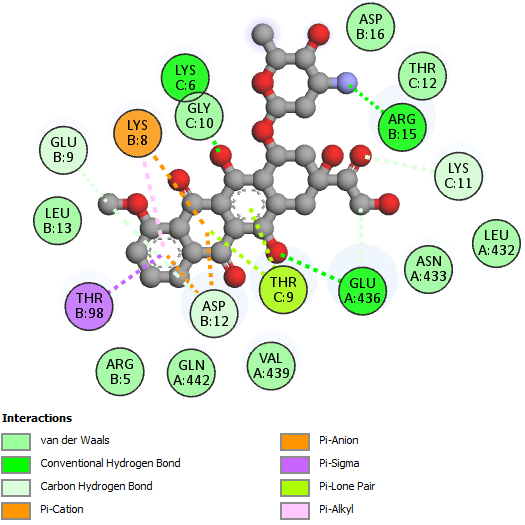 ASP
B:16
LYS
C:6
THR
C:12
GLY
C:10
LYS
B:8
ARG
B:15
GLU
B:9
LYS
C:11
LEU
B:13
LEU
A:432
ASN
A:433
THR
C:9
GLU
A:436
THR
B:98
ASP
B:12
ARG
B:5
GLN
A:442
VAL
A:439
Interactions
van der Waals
Conventional Hydrogen Bond
Carbon Hydrogen Bond
Pi-Cation
Pi-Anion
Pi-Sigma
Pi-Lone Pair
Pi-Alkyl